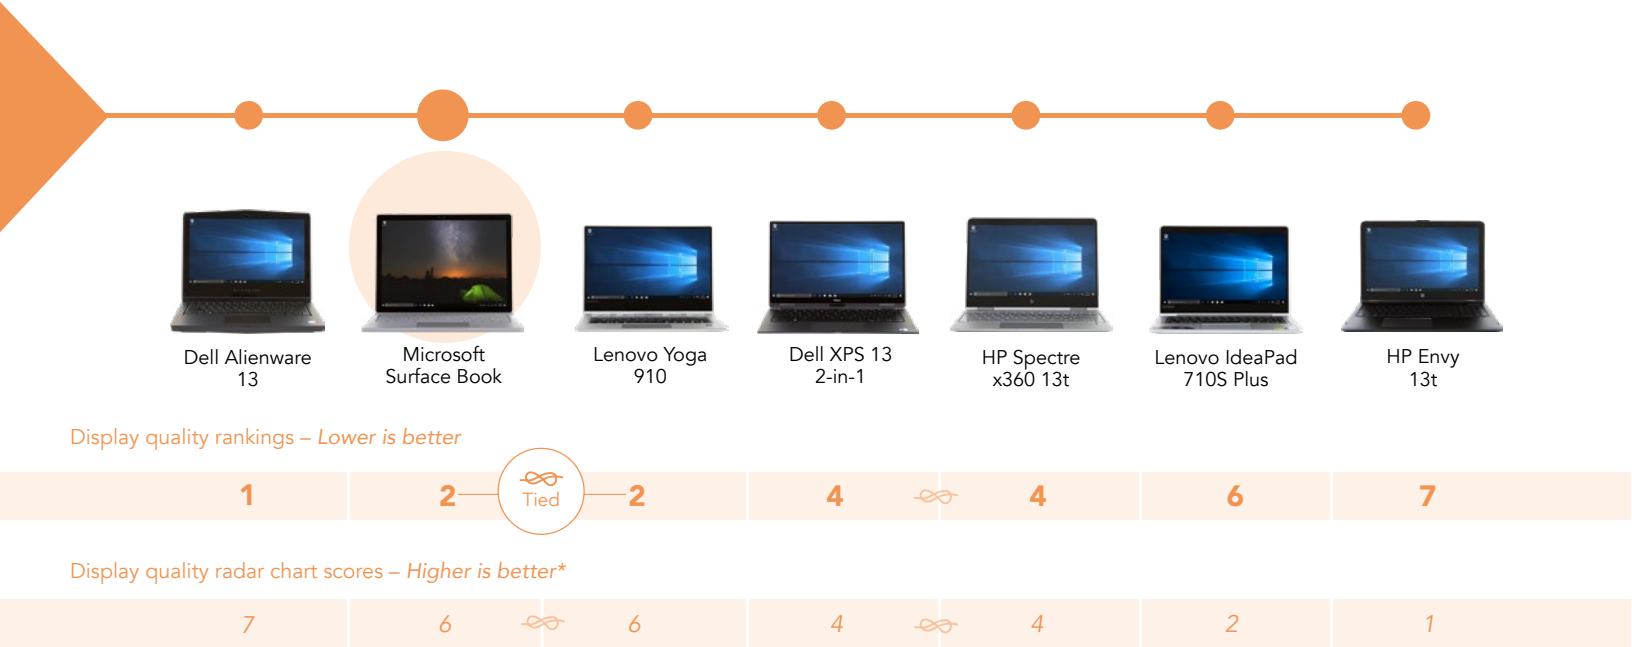 Dell Alienware
13
Microsoft
Surface Book
Lenovo Yoga
910
Dell XPS 13
2-in-1
HP Spectre
x360 13t
Lenovo IdeaPad
710S Plus
HP Envy
13t
Display quality rankings – Lower is better
1 2 Tied 2 4 4 6 7
Display quality radar chart scores – Higher is better*
7 6 6 4 4 2 1